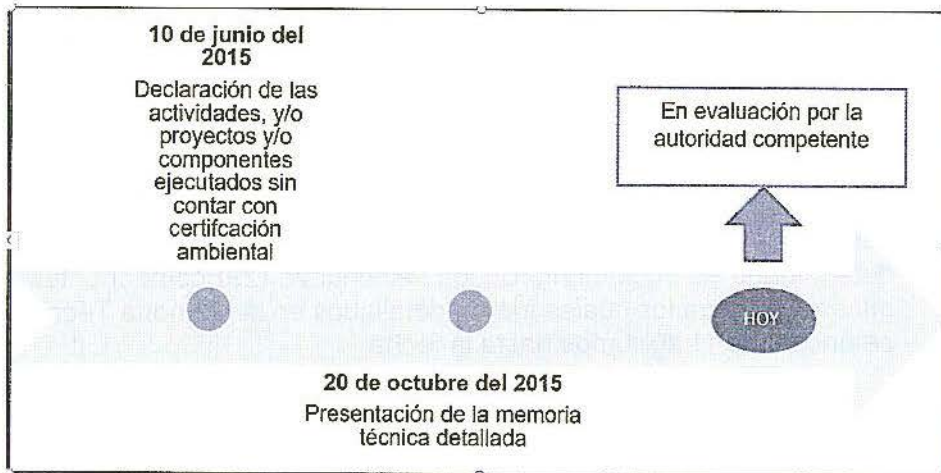 10 de junio del
2015
Declaración de las
actividades, y/o
proyectos y/o
componentes
ejecutados sin
contar con
certifcación
ambiental
20 de octubre del 2015
Presentación de la memoria
técnica detallada
En evaluación por la
autoridad competente
HOY